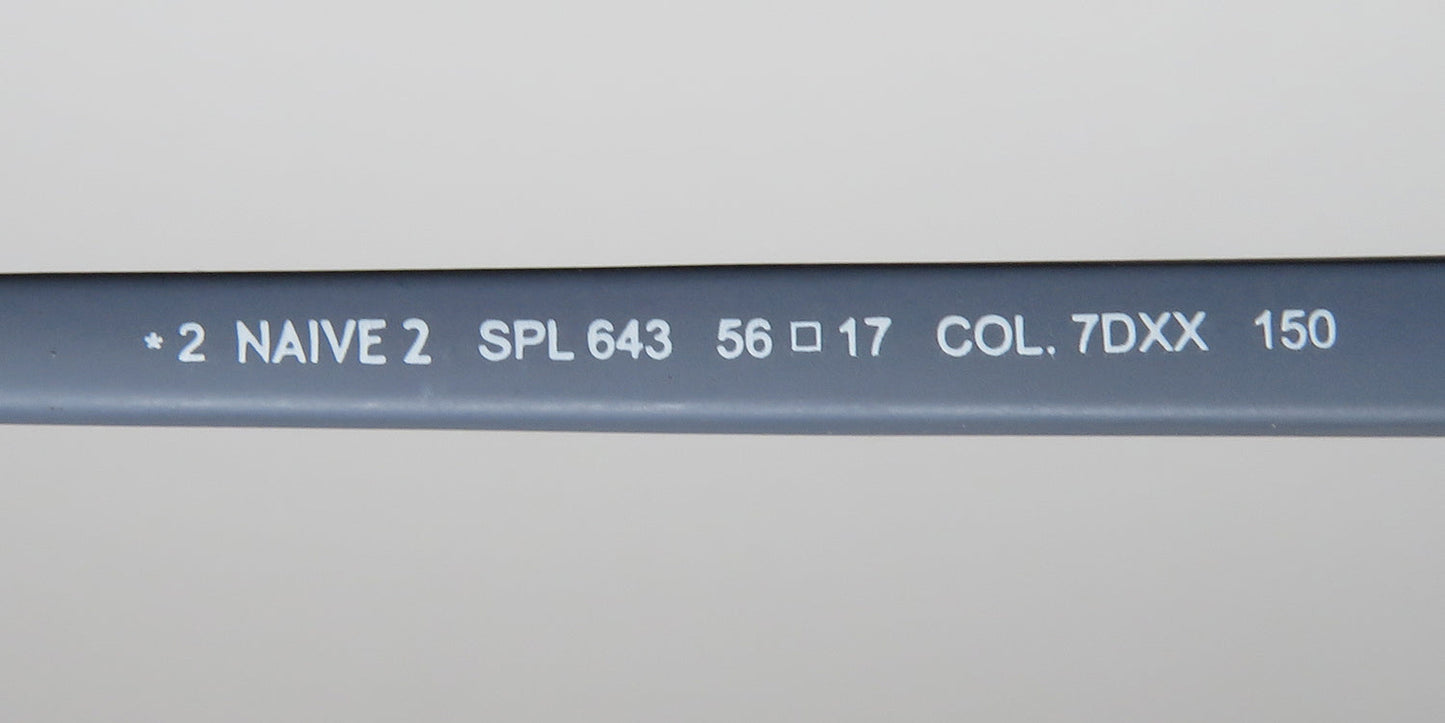 * 2 NAIVE 2 SPL 643 56 □ 17 COL. 7DXX 150